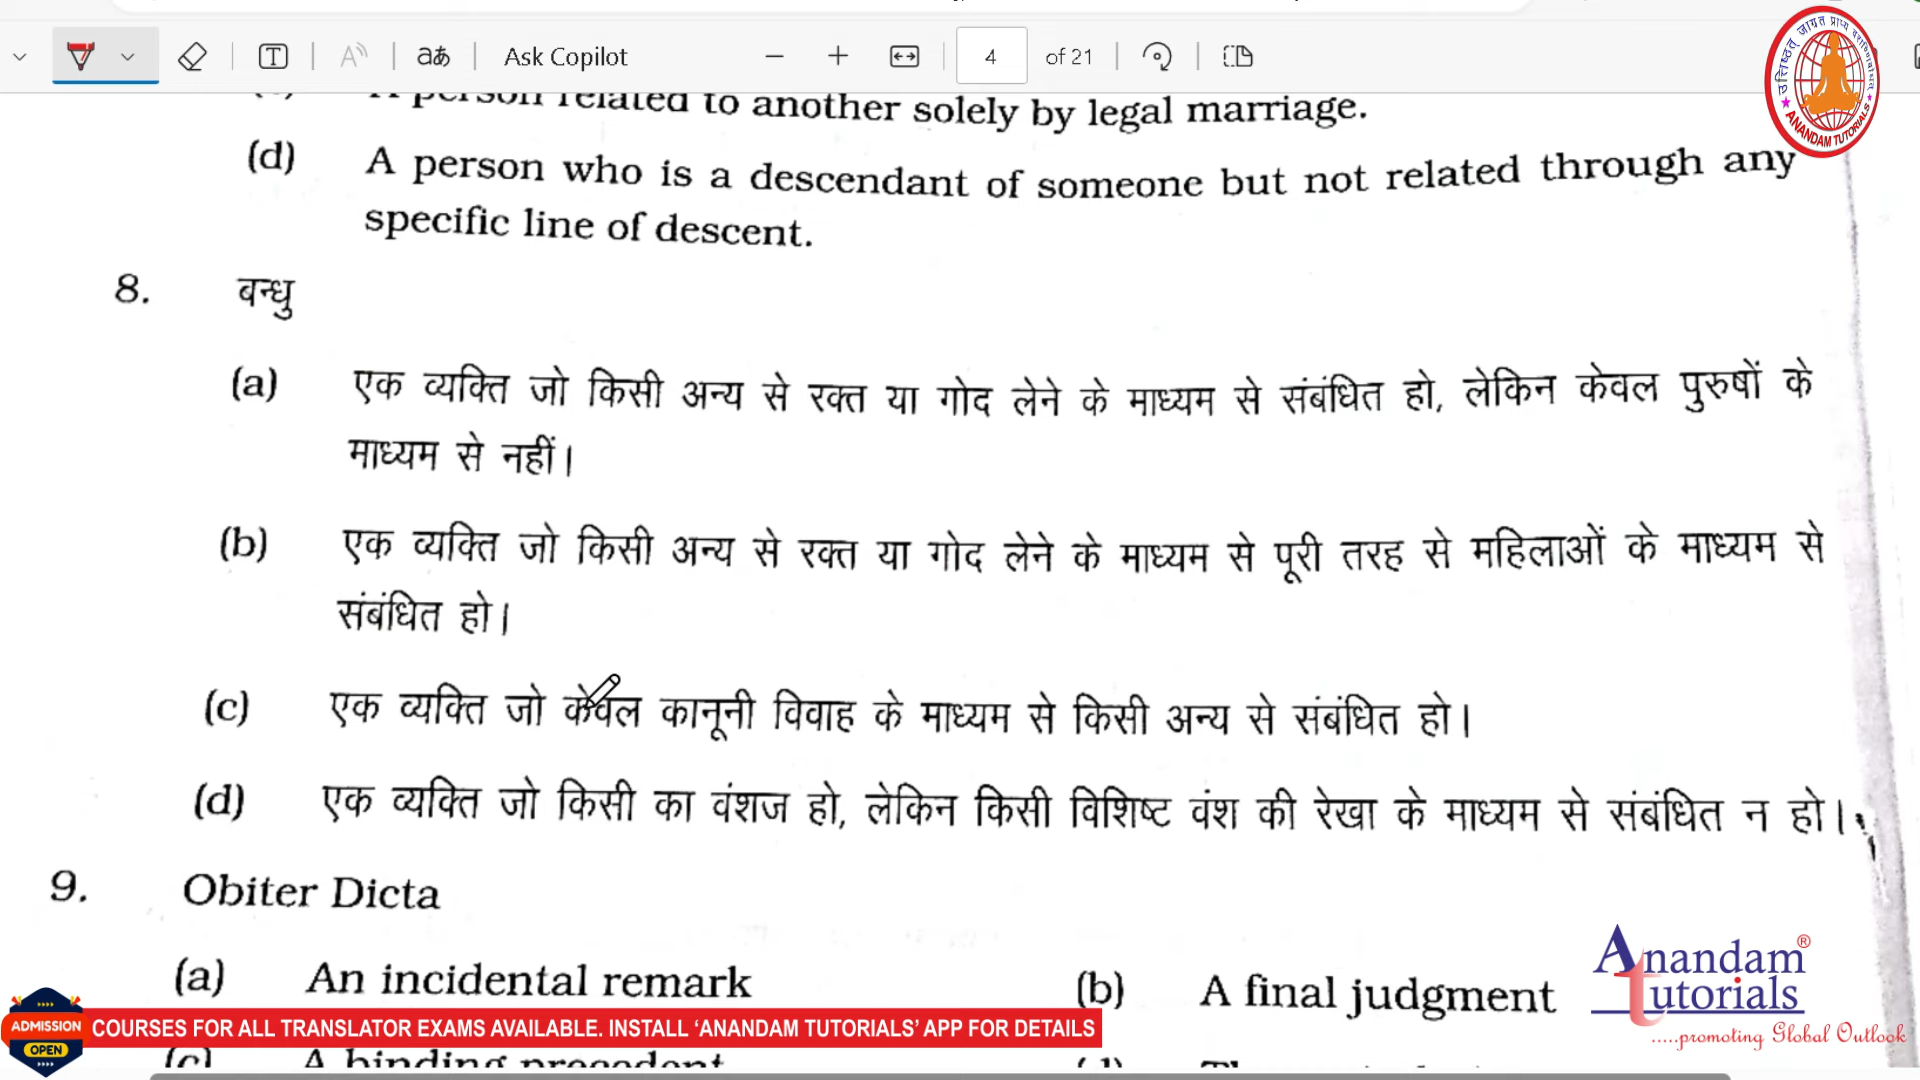 Ask Copilot
4 of 21
A person related to another solely by legal marriage.
(d) A person who is a descendant of someone but not related through any
specific line of descent.
8. बन्धु
(a) एक व्यक्ति जो किसी अन्य से रक्त या गोद लेने के माध्यम से संबंधित हो, लेकिन केवल पुरुषों के
माध्यम से नहीं।
(b) एक व्यक्ति जो किसी अन्य से रक्त या गोद लेने के माध्यम से पूरी तरह से महिलाओं के माध्यम से
संबंधित हो।
(c) एक व्यक्ति जो केवल कानूनी विवाह के माध्यम से किसी अन्य से संबंधित हो।
(d) एक व्यक्ति जो किसी का वंशज हो, लेकिन किसी विशिष्ट वंश की रेखा के माध्यम से संबंधित न हो।
9. Obiter Dicta
(a) An incidental remark (b) A final judgment
(c) A binding precedent
ADMISSION
OPEN
COURSES FOR ALL TRANSLATOR EXAMS AVAILABLE. INSTALL 'ANANDAM TUTORIALS' APP FOR DETAILS
Anandam®
Tutorials
.....promoting Global Outlook
ANANDAM TUTORIALS